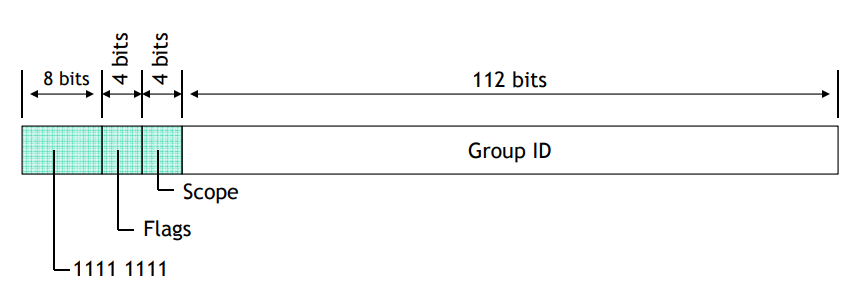 8 bits
4 bits
4 bits
112 bits
Group ID
Scope
Flags
1111 1111